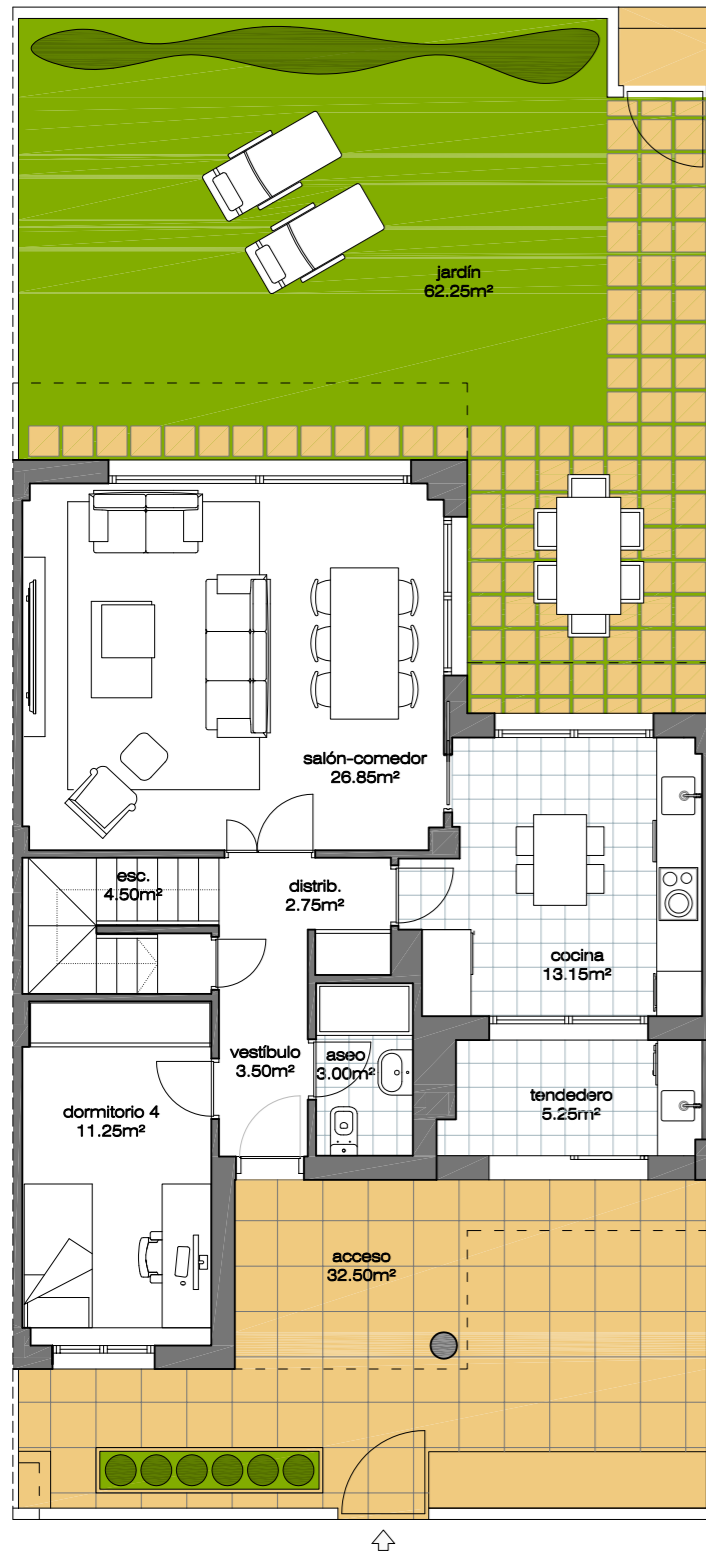 jardín
62.25m²
salón-comedor
26.85m²
esc.
4.50m²
distrib.
2.75m²
cocina
13.15m²
vestíbulo
3.50m²
aseo
3.00m²
dormitorio 4
11.25m²
tendedero
5.25m²
acceso
32.50m²